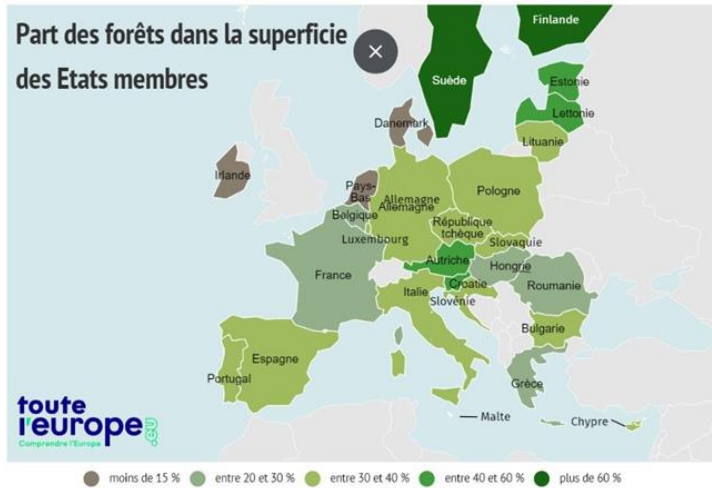 Part des forêts dans la superficie
des Etats membres
Finlande
Suède
Estonie
Lettonie
Danemark
Lituanie
Irlande
Pays-
Bas
Allemagne
Allemagne
Pologne
Belgique
République
tchèque
Luxembourg
Slovaquie
Autriche
Hongrie
France
Roumanie
Croatie
Italie
Slovénie
Bulgarie
Espagne
Portugal
Grèce
toute
l'europe.eu
Comprendre l'Europe
Malte
Chypre
moins de 15 % entre 20 et 30 % entre 30 et 40 % entre 40 et 60 % plus de 60 %